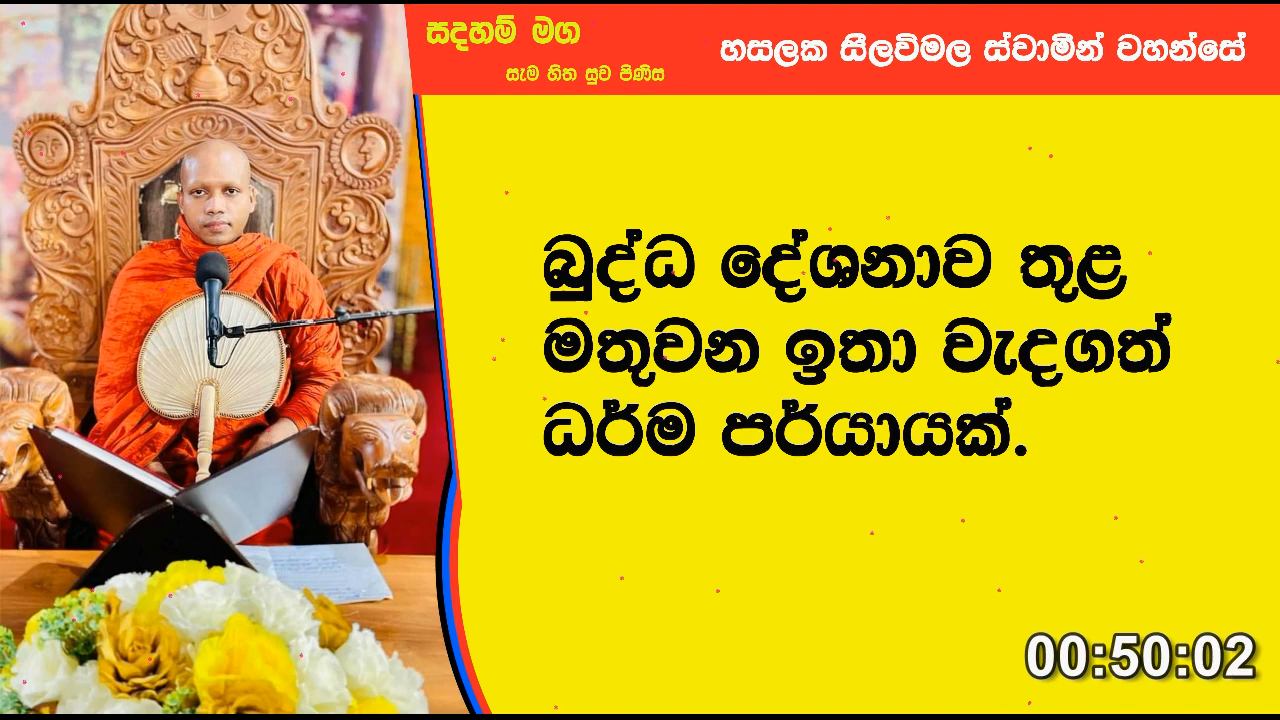 සදහම් මග
සැම හිත සුව පිණිස
හසලක සීලවිමල ස්වාමීන් වහන්සේ
බුද්ධ දේශනාව තුළ
මතුවන ඉතා වැදගත්
ධර්ම පර්යායක්.
00:50:02